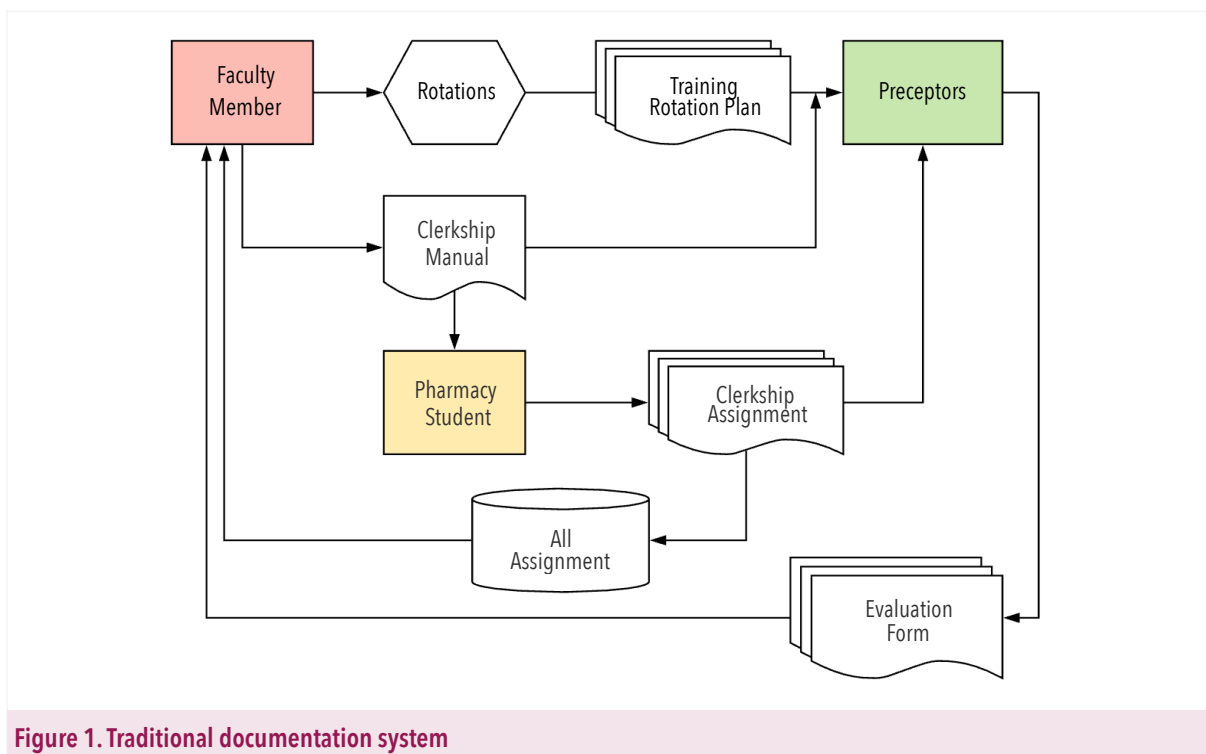 Faculty
Member
Rotations
Training
Rotation Plan
Preceptors
Clerkship
Manual
Pharmacy
Student
Clerkship
Assignment
All
Assignment
Evaluation
Form
Figure 1. Traditional documentation system